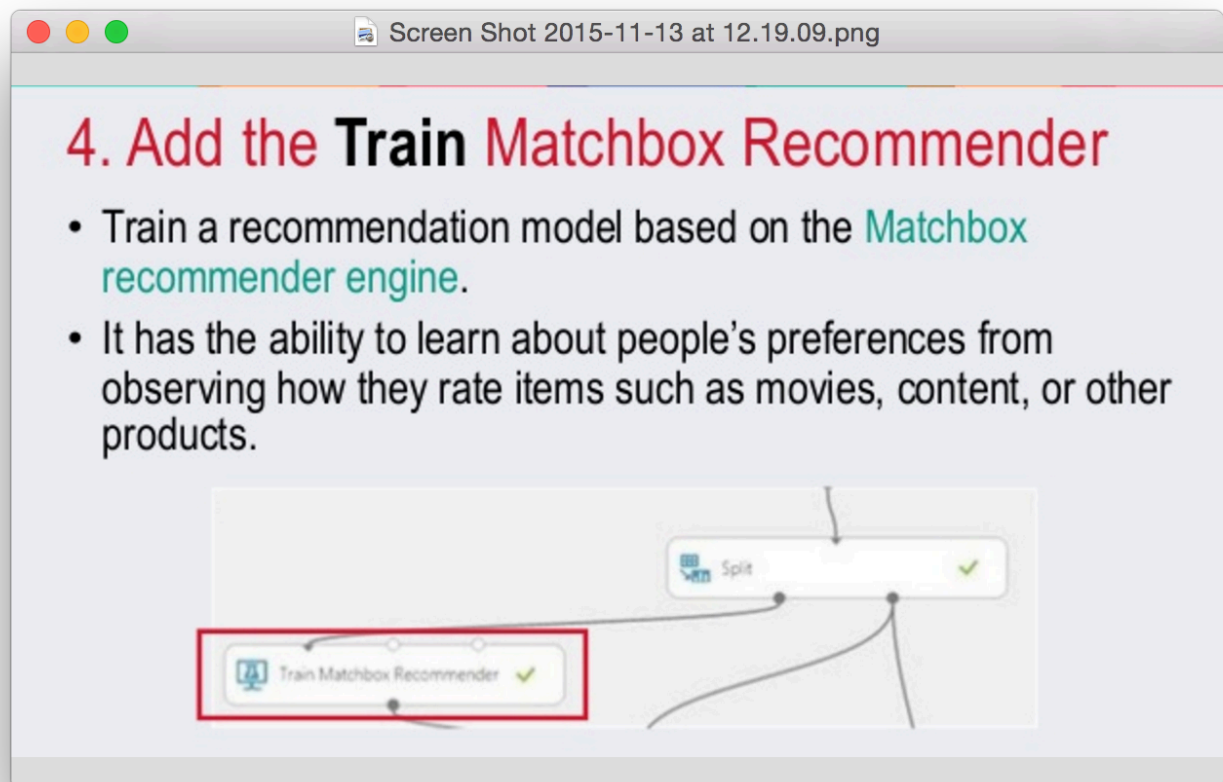 Screen Shot 2015-11-13 at 12.19.09.png
4. Add the Train Matchbox Recommender
• Train a recommendation model based on the Matchbox
recommender engine.
• It has the ability to learn about people's preferences from
observing how they rate items such as movies, content, or other
products.
Split
Train Matchbox Recommender